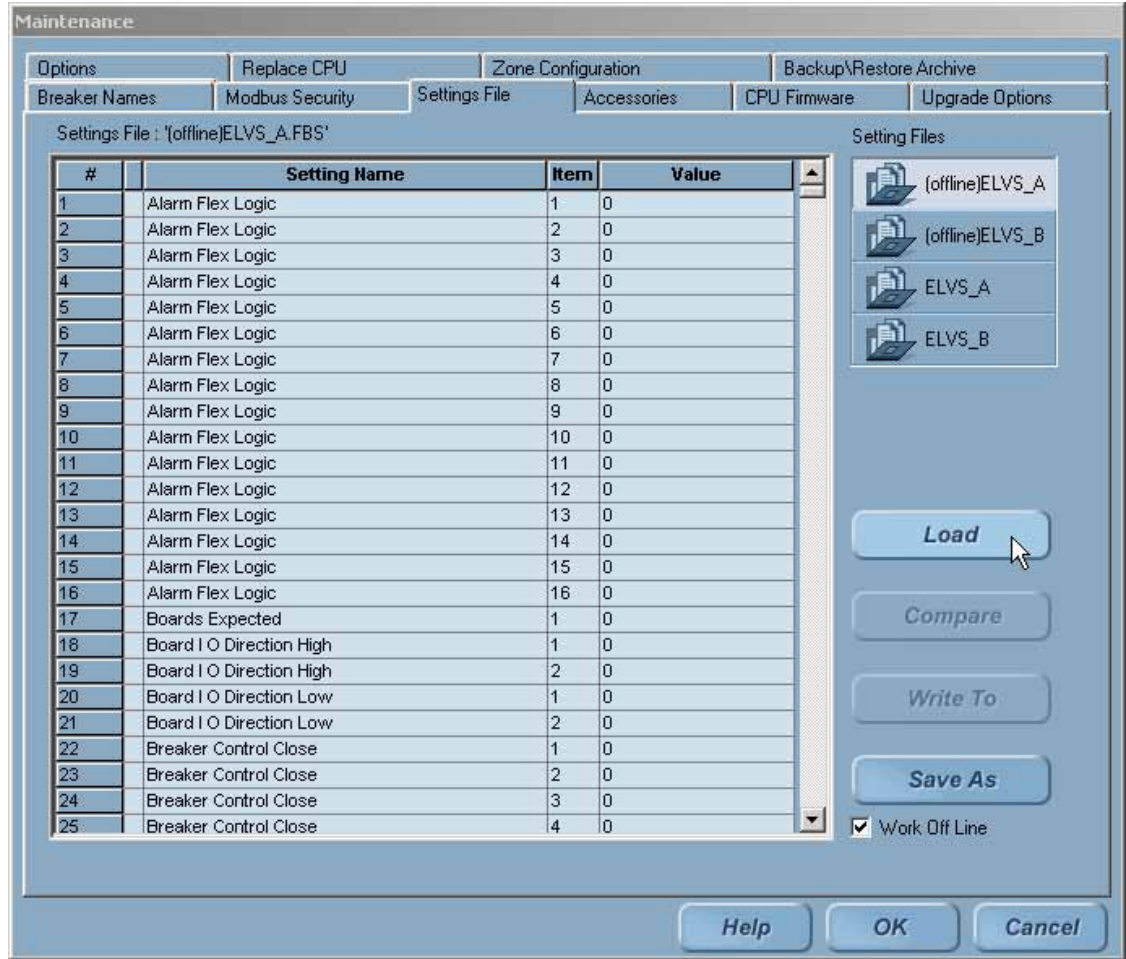 Maintenance
Options Replace CPU Zone Configuration Backup\Restore Archive
Breaker Names Modbus Security Settings File Accessories CPU Firmware Upgrade Options
Settings File : '(offline)ELVS_A.FBS'
# Setting Name Item Value
1 Alarm Flex Logic 1 0
2 Alarm Flex Logic 2 0
3 Alarm Flex Logic 3 0
4 Alarm Flex Logic 4 0
5 Alarm Flex Logic 5 0
6 Alarm Flex Logic 6 0
7 Alarm Flex Logic 7 0
8 Alarm Flex Logic 8 0
9 Alarm Flex Logic 9 0
10 Alarm Flex Logic 10 0
11 Alarm Flex Logic 11 0
12 Alarm Flex Logic 12 0
13 Alarm Flex Logic 13 0
14 Alarm Flex Logic 14 0
15 Alarm Flex Logic 15 0
16 Alarm Flex Logic 16 0
17 Boards Expected 1 0
18 Board I O Direction High 1 0
19 Board I O Direction High 2 0
20 Board I O Direction Low 1 0
21 Board I O Direction Low 2 0
22 Breaker Control Close 1 0
23 Breaker Control Close 2 0
24 Breaker Control Close 3 0
25 Breaker Control Close 4 0
Setting Files
(offline)ELVS_A
(offline)ELVS_B
ELVS_A
ELVS_B
Load
Compare
Write To
Save As
Work Off Line
Help OK Cancel